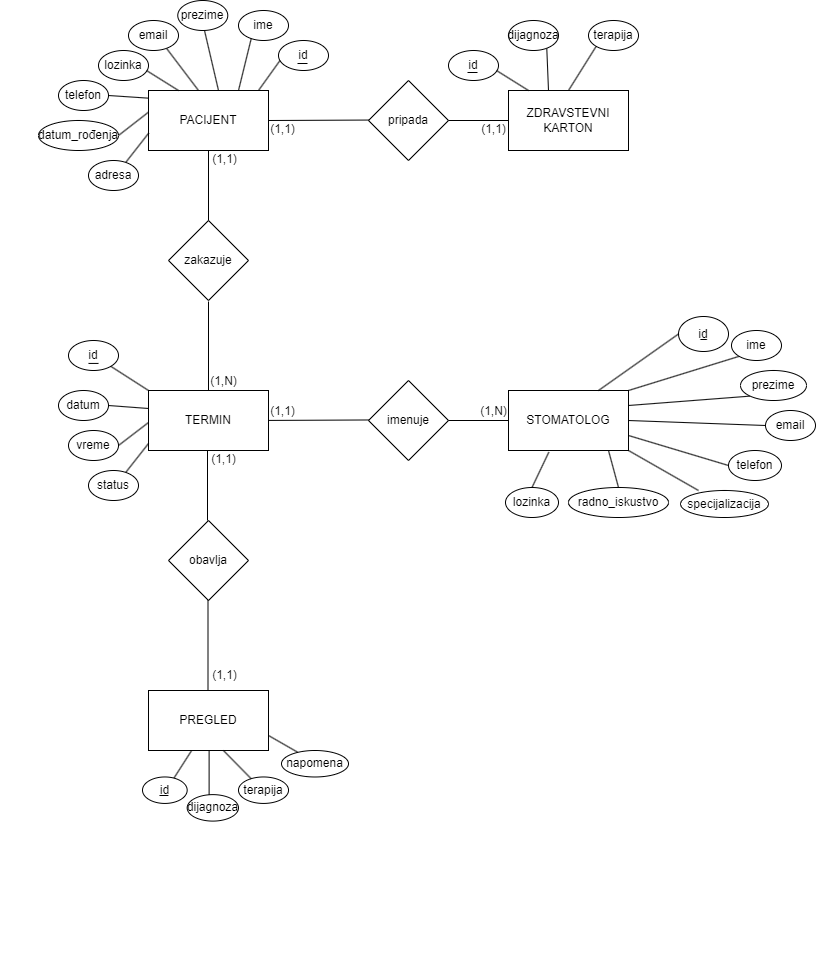 prezime
ime
email
id
lozinka
telefon
datum_rođenja
adresa
PACIJENT
(1,1)
pripada
(1,1)
dijagnoza
terapija
id
ZDRAVSTEVNI
KARTON
(1,1)
zakazuje
(1,N)
id
datum
vreme
status
TERMIN
(1,1)
imenuje
(1,N)
STOMATOLOG
id
ime
prezime
email
telefon
specijalizacija
radno_iskustvo
lozinka
(1,1)
obavlja
(1,1)
PREGLED
napomena
id
terapija
dijagnoza